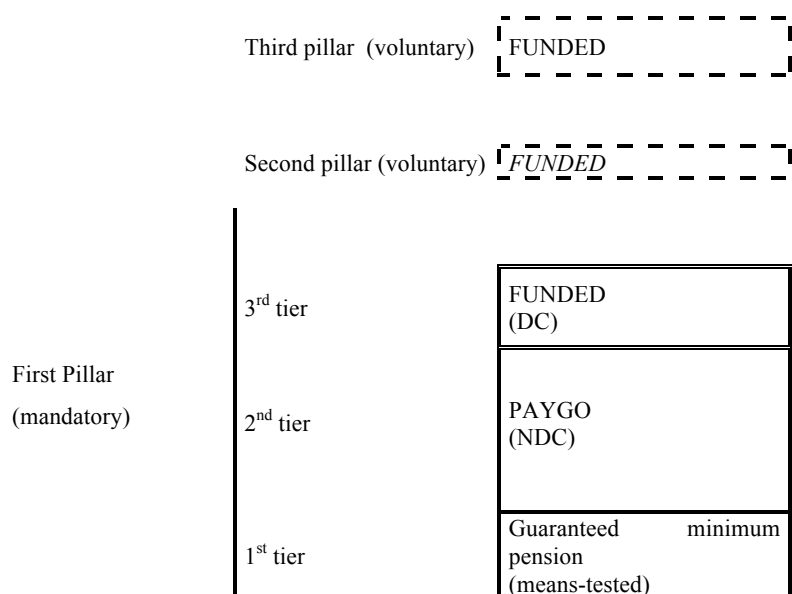 Third pillar (voluntary) FUNDED
Second pillar (voluntary) FUNDED
3rd tier
FUNDED
(DC)
First Pillar
(mandatory)
2nd tier
PAYGO
(NDC)
1st tier
Guaranteed minimum
pension
(means-tested)